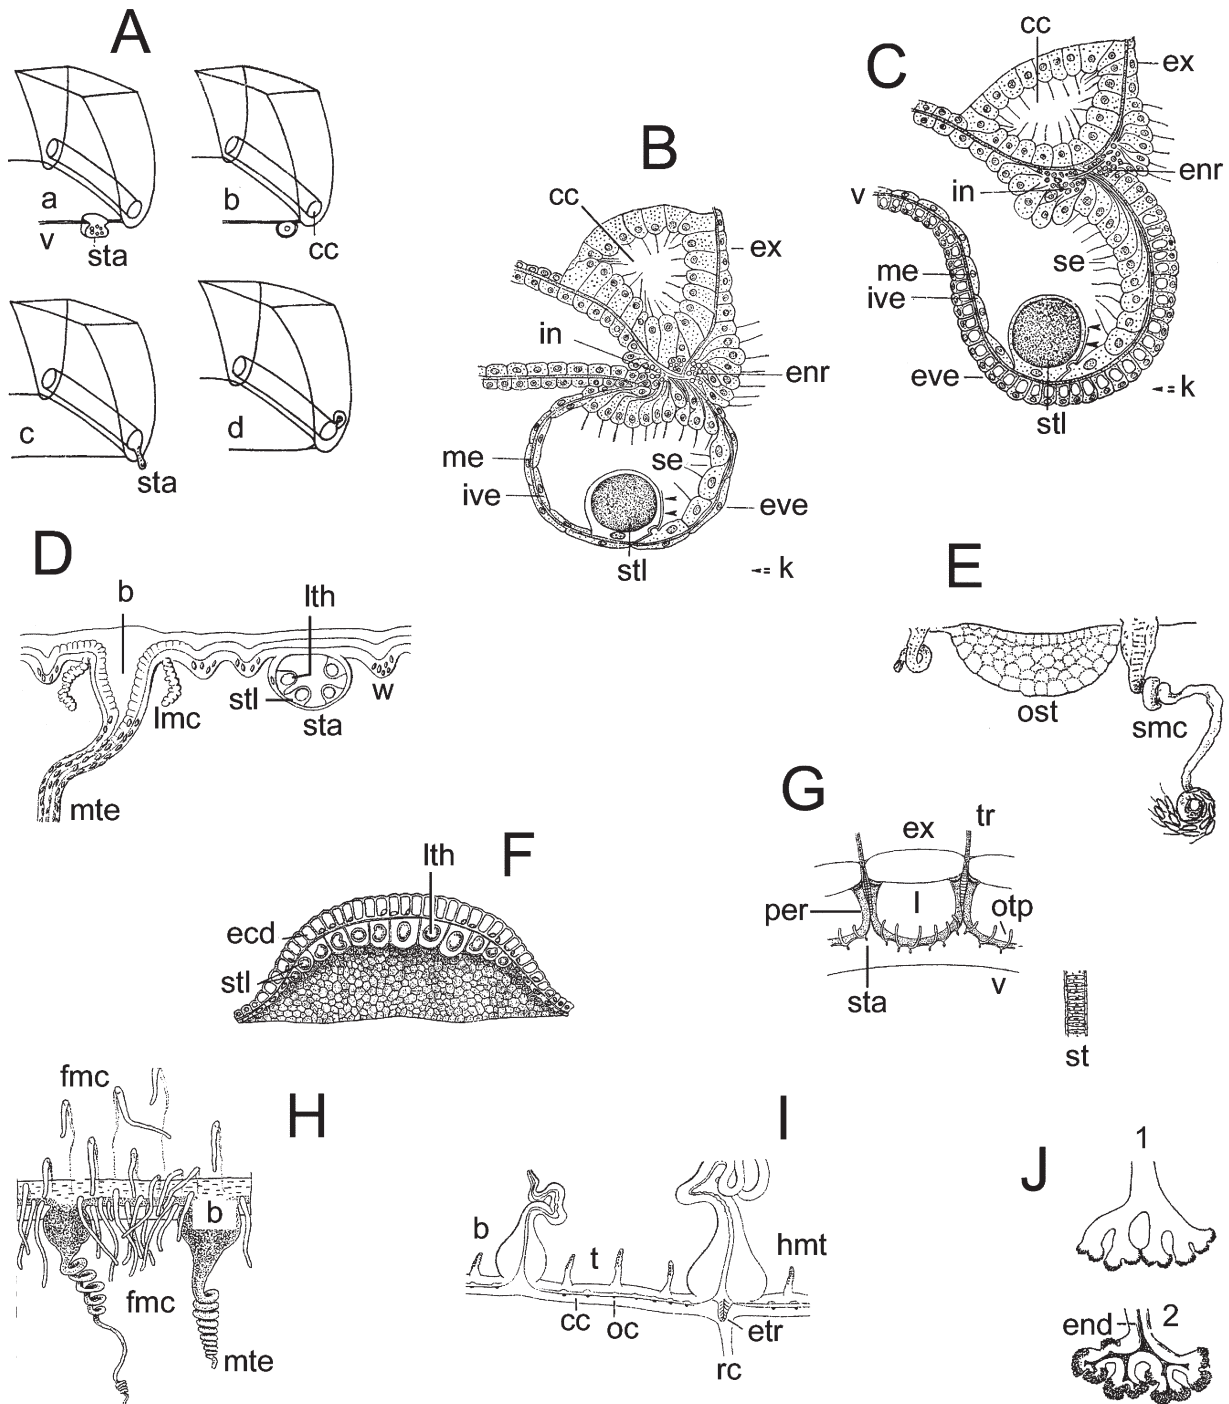 A
a
v
sta
b
cc
c
sta
d
B
cc
ex
in
enr
me
se
ive
eve
stl
k
C
cc
ex
enr
in
v
se
me
ive
eve
k
stl
D
b
lth
stl
w
lmc
sta
mte
E
ost
smc
F
lth
ecd
stl
G
ex
tr
per
l
otp
sta
v
st
H
fmc
b
fmc
mte
I
b
t
hmt
cc
oc
etr
rc
J
1
end
2